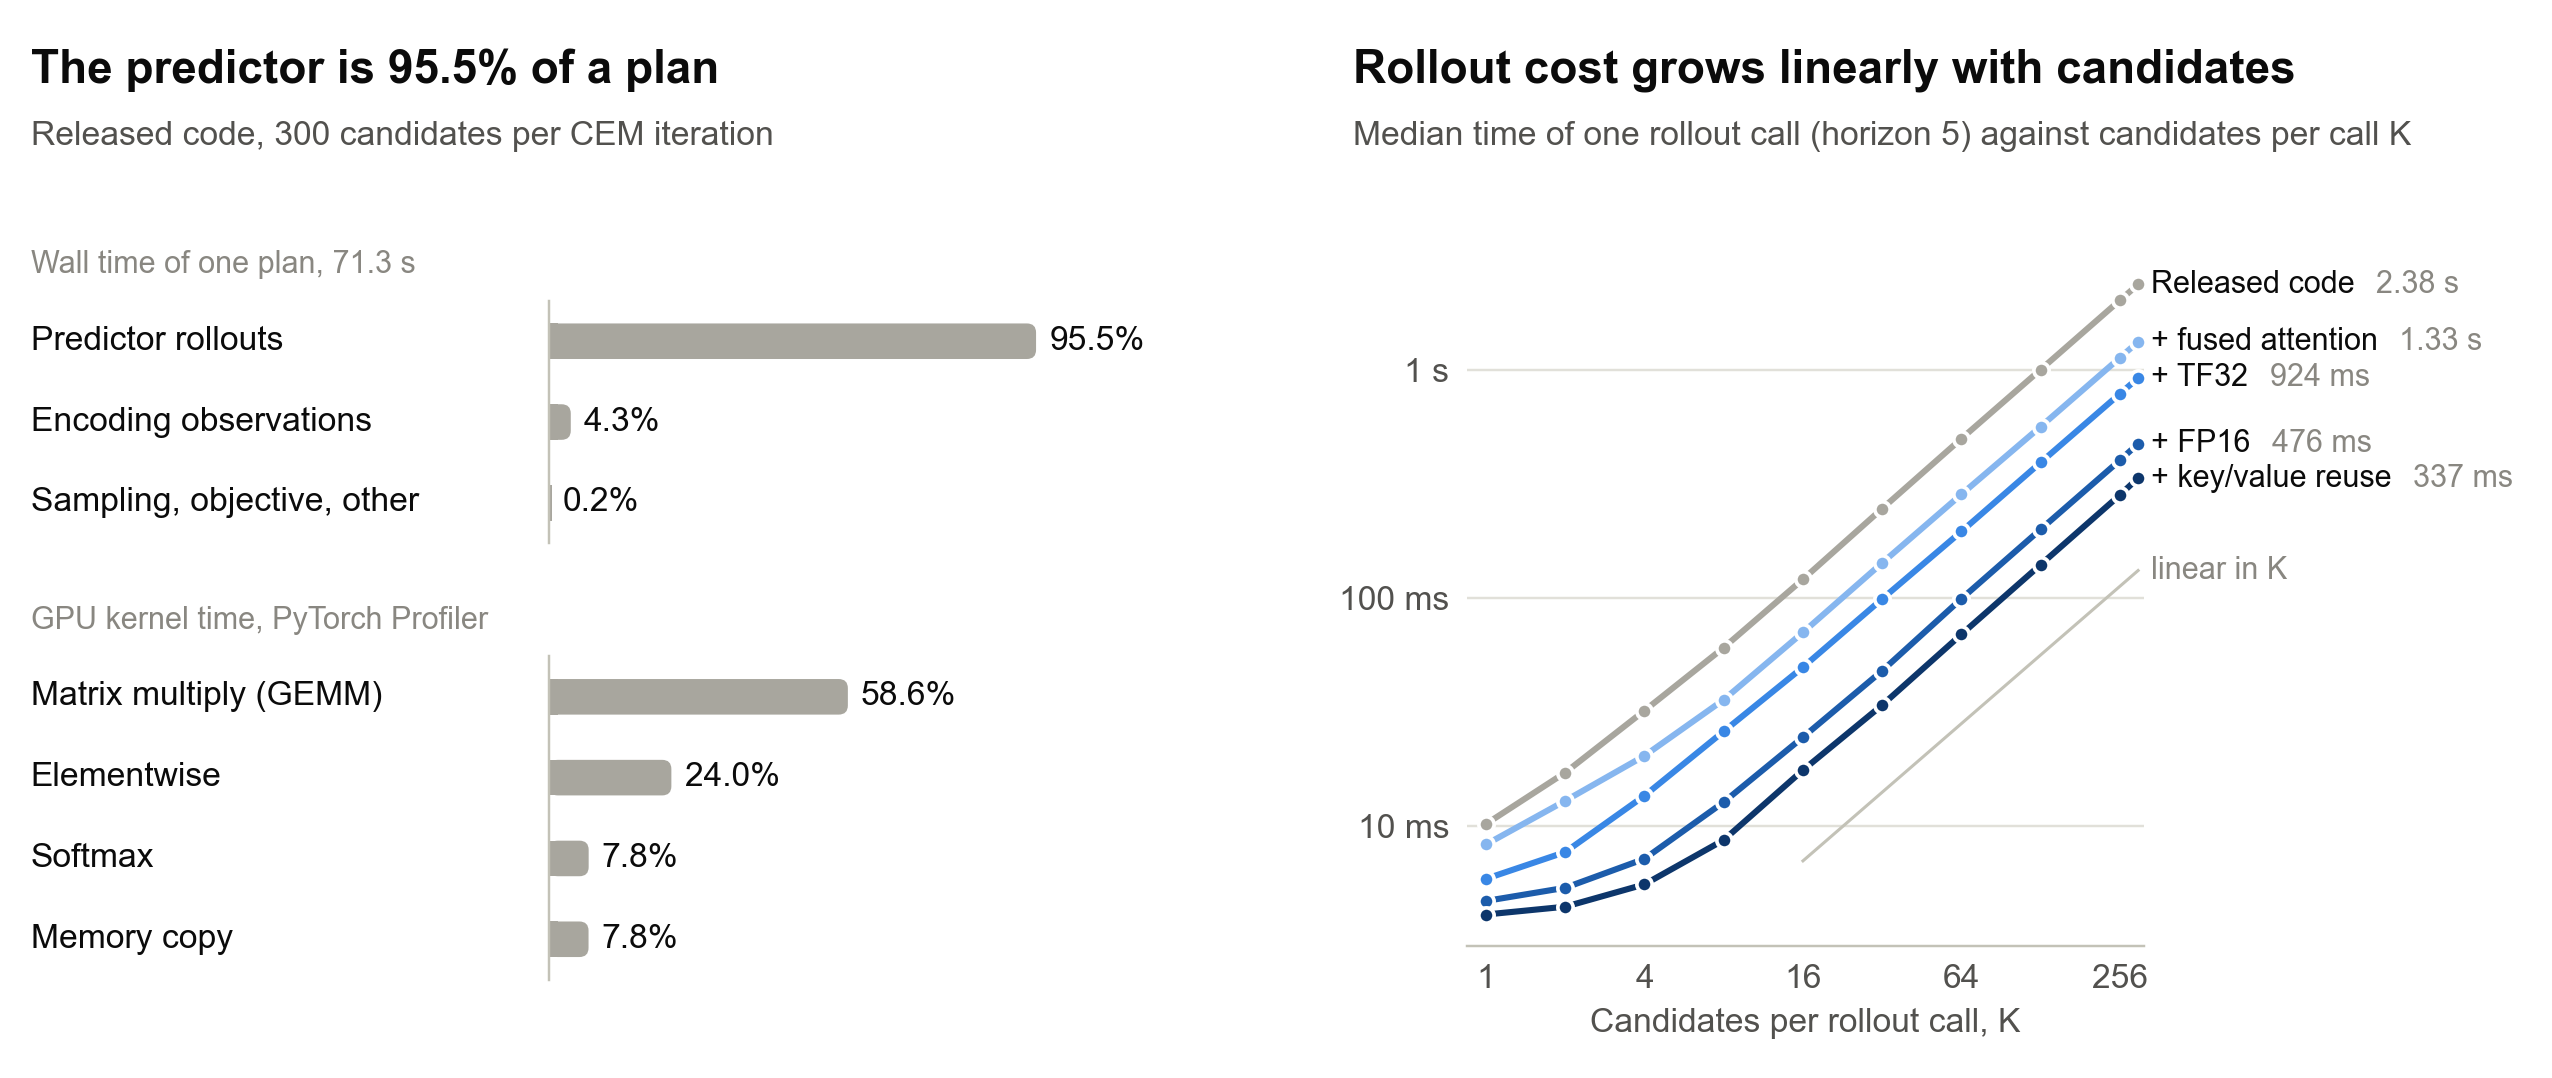 The predictor is 95.5% of a plan
Released code, 300 candidates per CEM iteration
Wall time of one plan, 71.3 s
Predictor rollouts 95.5%
Encoding observations 4.3%
Sampling, objective, other 0.2%
GPU kernel time, PyTorch Profiler
Matrix multiply (GEMM) 58.6%
Elementwise 24.0%
Softmax 7.8%
Memory copy 7.8%
Rollout cost grows linearly with candidates
Median time of one rollout call (horizon 5) against candidates per call K
Released code 2.38 s
+ fused attention 1.33 s
1 s
+ TF32 924 ms
+ FP16 476 ms
+ key/value reuse 337 ms
linear in K
100 ms
10 ms
1 4 16 64 256
Candidates per rollout call, K